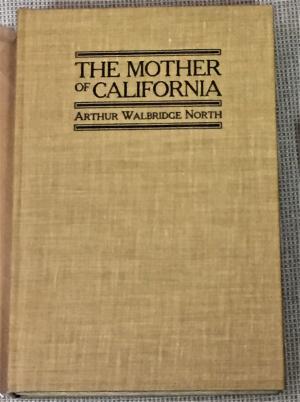 THE MOTHER
OF CALIFORNIA
ARTHUR WALBRIDGE NORTH